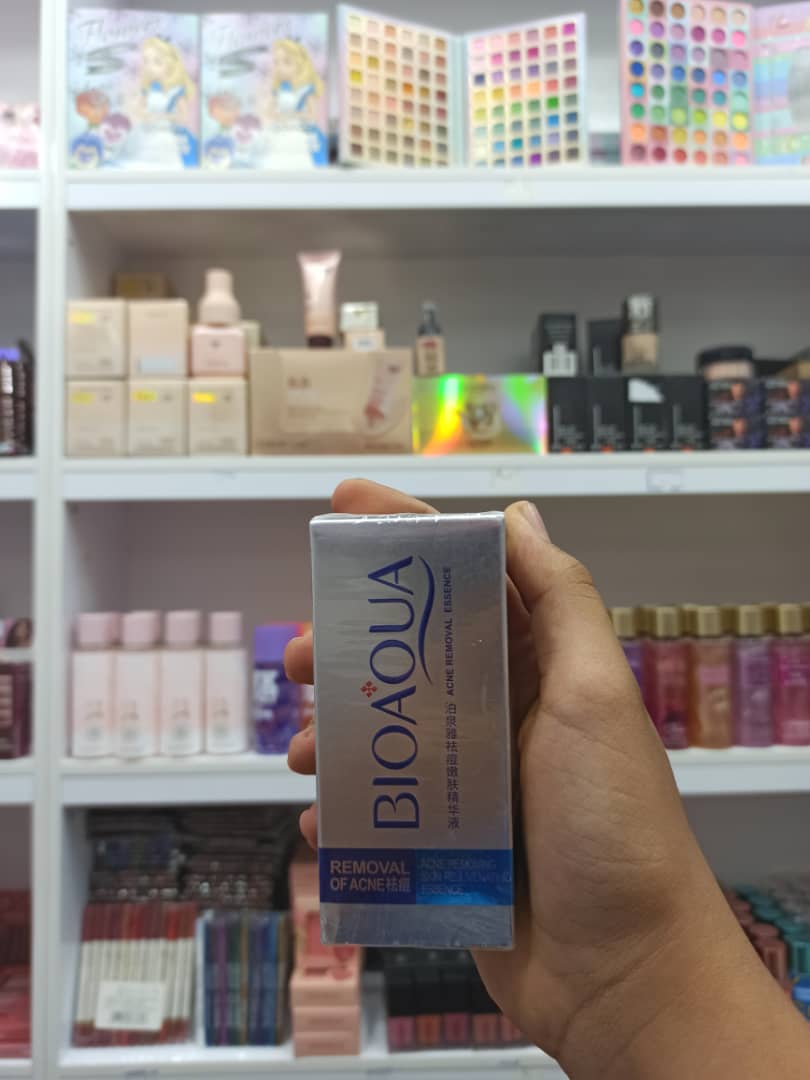 BIOAQUA
ACNE REMOVAL ESSENCE
泊泉雅祛痘嫩肤精华液
REMOVAL
OF ACNE祛痘
ACNE REMOVING
SKIN REJUVENATING
ESSENCE